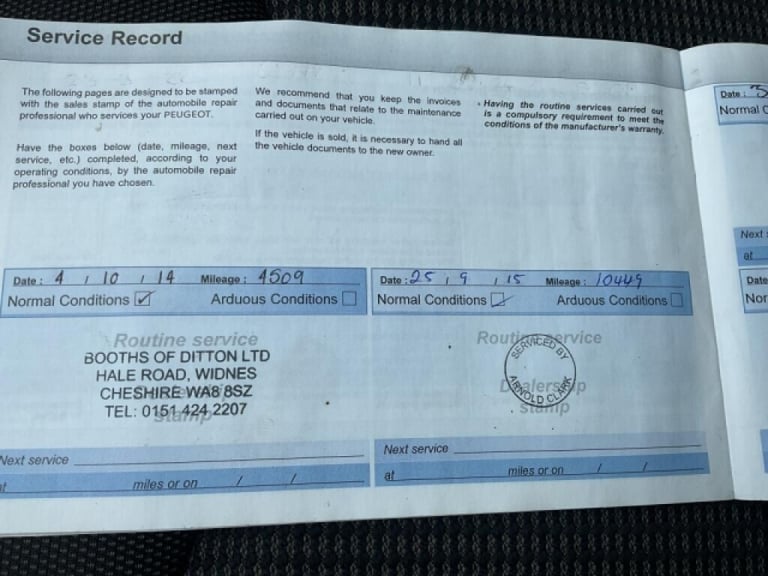 Service Record
The following pages are designed to be stamped
with the sales stamp of the automobile repair
professional who services your PEUGEOT.
Have the boxes below (date, mileage, next
service, etc.) completed, according to your
operating conditions, by the automobile repair
professional you have chosen.
We recommend that you keep the invoices
and documents that relate to the maintenance
carried out on your vehicle.
If the vehicle is sold, it is necessary to hand all
the vehicle documents to the new owner.
Having the routine services carried out
is a compulsory requirement to meet the
conditions of the manufacturer's warranty.
Date : 4 / 10 / 14 Mileage : 4509
Normal Conditions Arduous Conditions
Routine service
BOOTHS OF DITTON LTD
HALE ROAD, WIDNES
CHESHIRE WA8 8SZ
TEL: 0151 424 2207
stamp
Next service
at miles or on / /
Date : 25 / 9 / 15 Mileage : 10449
Normal Conditions Arduous Conditions
Routine service
SERVICED BY
ARNOLD CLARK
Dealership
stamp
Next service
at miles or on / /
Date : 3
Normal C
Next
at
Date
Nor